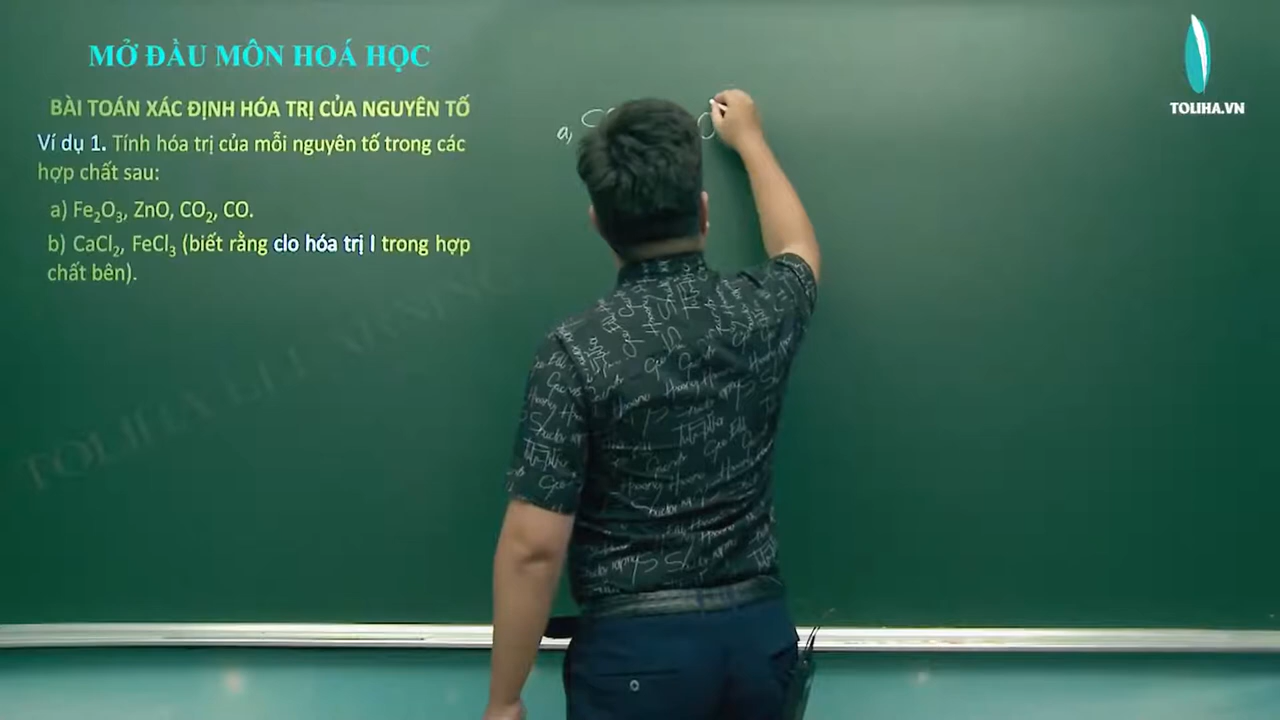 MỞ ĐẦU MÔN HOÁ HỌC
TOLIHA.VN
BÀI TOÁN XÁC ĐỊNH HÓA TRỊ CỦA NGUYÊN TỐ
Ví dụ 1. Tính hóa trị của mỗi nguyên tố trong các
hợp chất sau:
a) Fe₂O₃, ZnO, CO₂, CO.
b) CaCl₂, FeCl₃ (biết rằng clo hóa trị I trong hợp
chất bên).
a,
TOLIHA ELEARNING